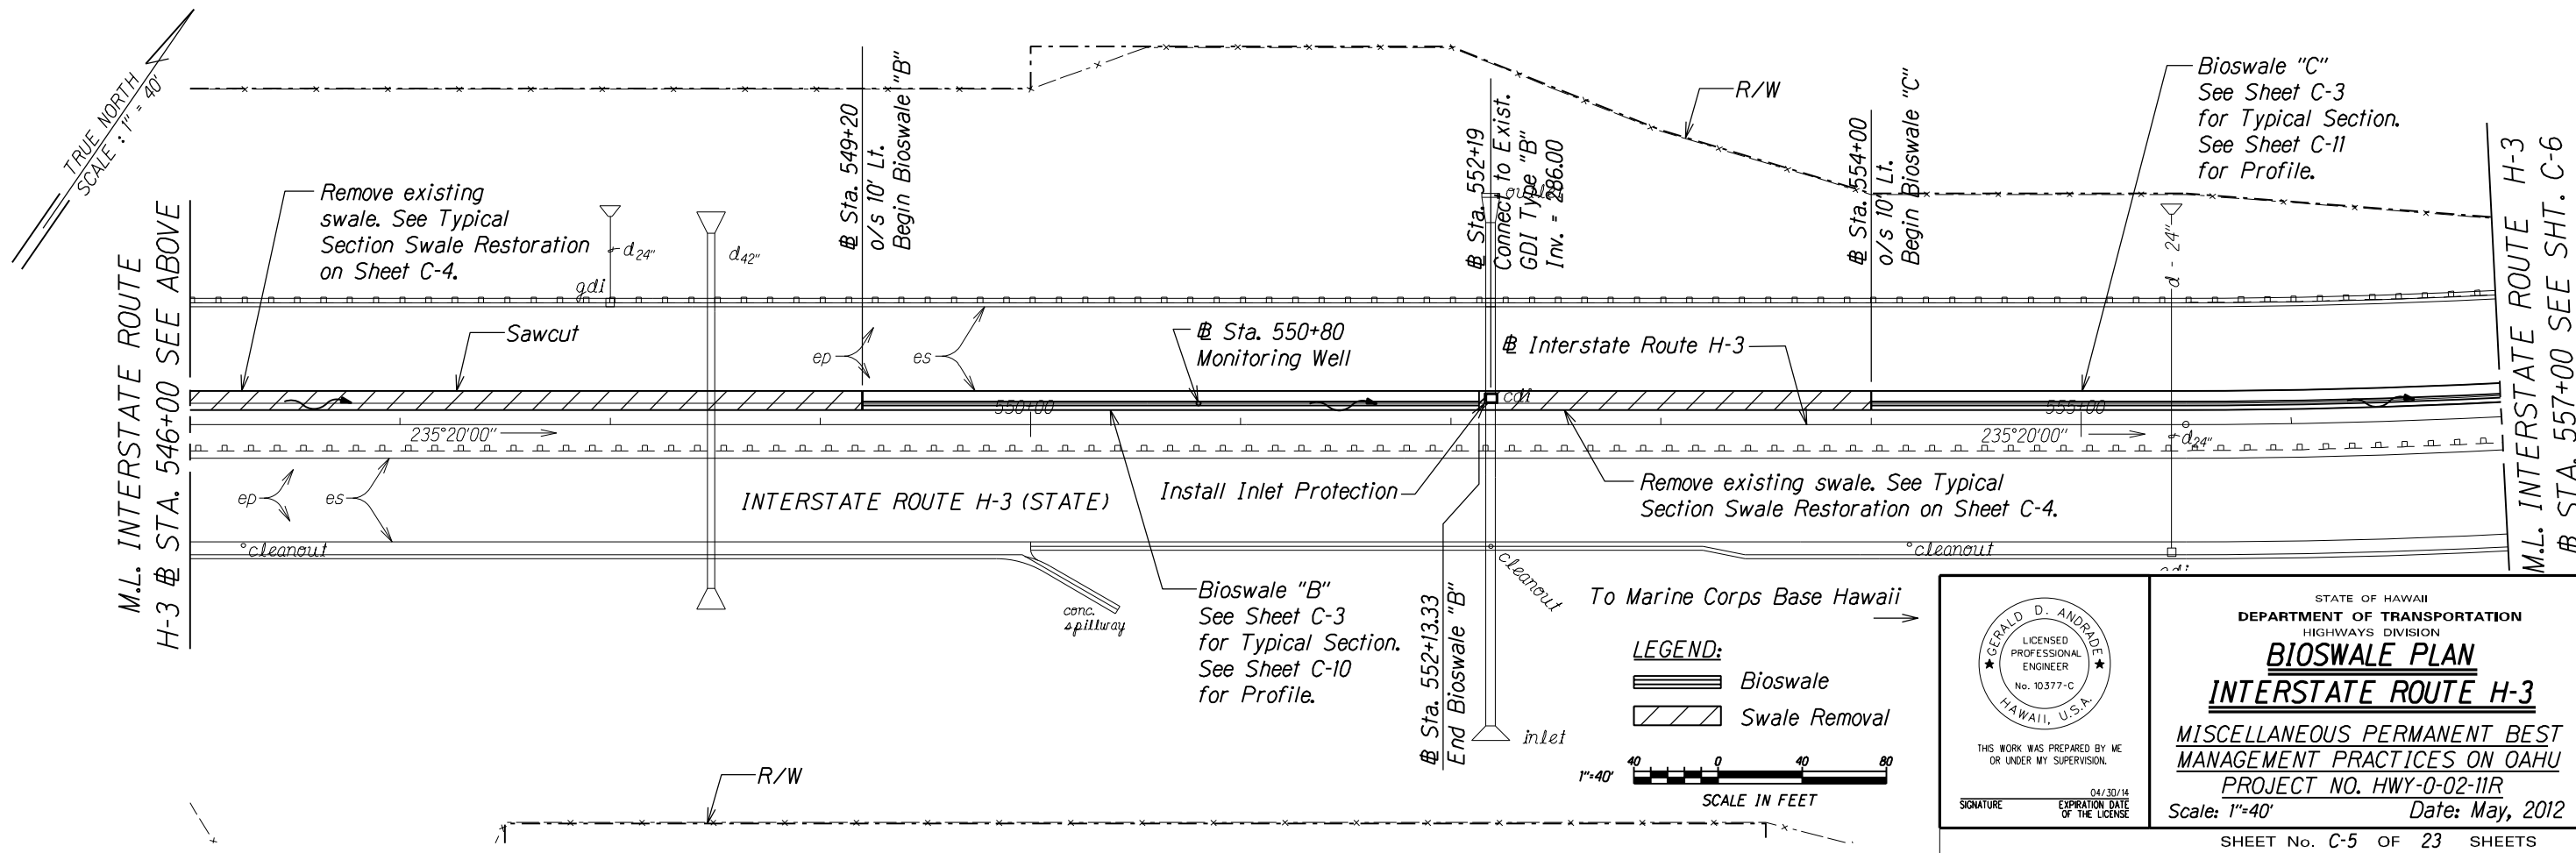 TRUE NORTH
SCALE : 1" = 40'
M.L. INTERSTATE ROUTE
H-3 ℄ STA. 546+00 SEE ABOVE
Remove existing
swale. See Typical
Section Swale Restoration
on Sheet C-4.
gdi
d24"
d42"
Sawcut
℄ Sta. 549+20
o/s 10' Lt.
Begin Bioswale "B"
ep
es
℄ Sta. 550+80
Monitoring Well
℄ Sta. 552+19
Connect to Exist.
GDI Type "B"
Inv. = 286.00
outlet
℄ Interstate Route H-3
R/W
℄ Sta. 554+00
o/s 10' Lt.
Begin Bioswale "C"
Bioswale "C"
See Sheet C-3
for Typical Section.
See Sheet C-11
for Profile.
d - 24"
M.L. INTERSTATE ROUTE H-3
℄ STA. 557+00 SEE SHT. C-6
550+00
cdi
555+00
235°20'00"
235°20'00"
d24"
ep
es
INTERSTATE ROUTE H-3 (STATE)
Install Inlet Protection
Remove existing swale. See Typical
Section Swale Restoration on Sheet C-4.
cleanout
cleanout
cleanout
gdi
conc.
spillway
Bioswale "B"
See Sheet C-3
for Typical Section.
See Sheet C-10
for Profile.
℄ Sta. 552+13.33
End Bioswale "B"
inlet
To Marine Corps Base Hawaii
LEGEND:
Bioswale
Swale Removal
1"=40'
40 0 40 80
SCALE IN FEET
R/W
GERALD D. ANDRADE
LICENSED
PROFESSIONAL
ENGINEER
No. 10377-C
HAWAII, U.S.A.
THIS WORK WAS PREPARED BY ME
OR UNDER MY SUPERVISION.
04/30/14
SIGNATURE EXPIRATION DATE
OF THE LICENSE
STATE OF HAWAII
DEPARTMENT OF TRANSPORTATION
HIGHWAYS DIVISION
BIOSWALE PLAN
INTERSTATE ROUTE H-3
MISCELLANEOUS PERMANENT BEST
MANAGEMENT PRACTICES ON OAHU
PROJECT NO. HWY-O-02-11R
Scale: 1"=40' Date: May, 2012
SHEET No. C-5 OF 23 SHEETS